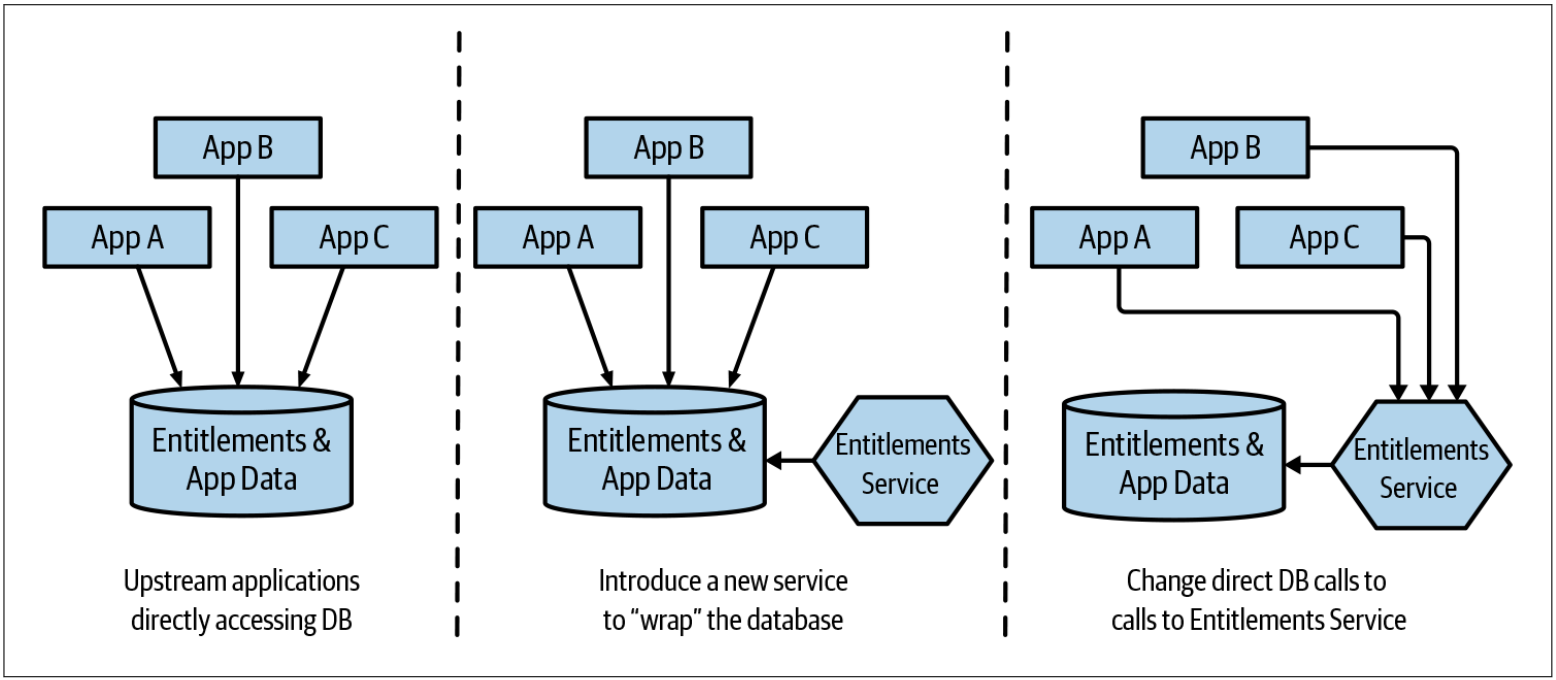 App B
App A
App C
Entitlements &
App Data
Upstream applications
directly accessing DB
App B
App A
App C
Entitlements &
App Data
Entitlements
Service
Introduce a new service
to “wrap” the database
App B
App A
App C
Entitlements &
App Data
Entitlements
Service
Change direct DB calls to
calls to Entitlements Service